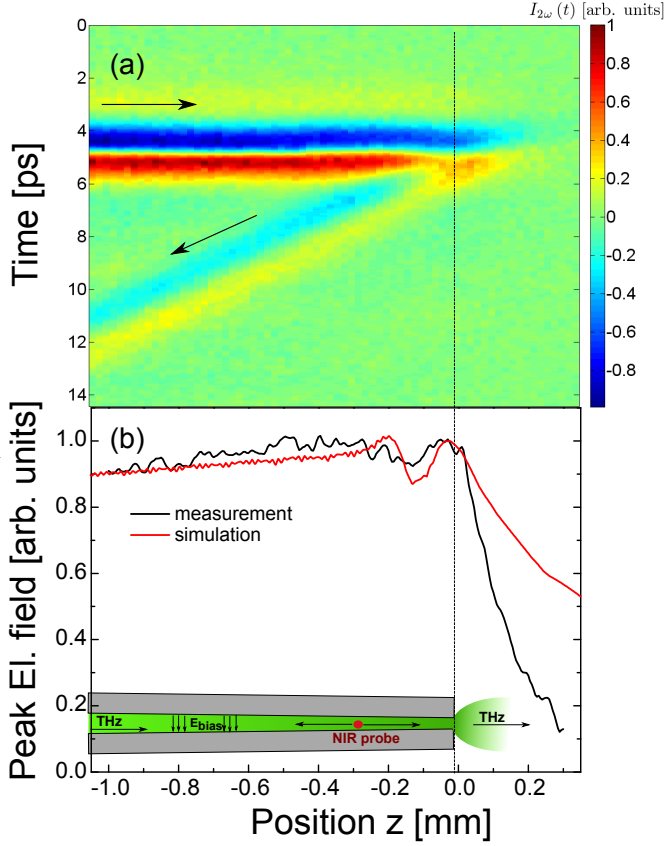 I2ω (t) [arb. units]
(a)
0
2
4
6
8
10
12
14
Time [ps]
1
0.8
0.6
0.4
0.2
0
-0.2
-0.4
-0.6
-0.8
(b)
1.0
0.8
0.6
0.4
0.2
0.0
Peak El. field [arb. units]
measurement
simulation
THz
Ebias
NIR probe
THz
-1.0 -0.8 -0.6 -0.4 -0.2 0.0 0.2
Position z [mm]